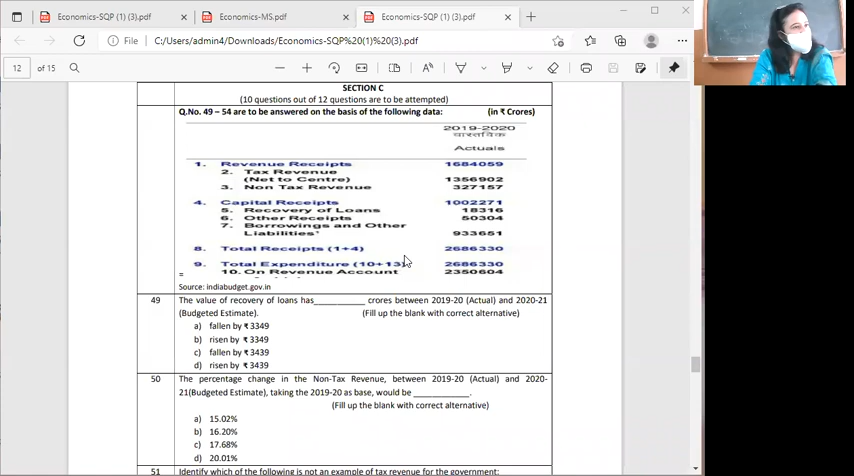 Economics-SQP (1) (3).pdf
Economics-MS.pdf
Economics-SQP (1) (3).pdf
File
C:/Users/admin4/Downloads/Economics-SQP%20(1)%20(3).pdf
12 of 15
SECTION C
(10 questions out of 12 questions are to be attempted)
Q.No. 49 – 54 are to be answered on the basis of the following data: (in ₹ Crores)
2019-2020
वास्तविक
Actuals
1. Revenue Receipts 1684059
2. Tax Revenue
(Net to Centre) 1356902
3. Non Tax Revenue 327157
4. Capital Receipts 1002271
5. Recovery of Loans 18316
6. Other Receipts 50304
7. Borrowings and Other
Liabilities* 933651
8. Total Receipts (1+4) 2686330
9. Total Expenditure (10+13) 2686330
10. On Revenue Account 2350604
=
Source: indiabudget.gov.in
49 The value of recovery of loans has___________ crores between 2019-20 (Actual) and 2020-21
(Budgeted Estimate). (Fill up the blank with correct alternative)
a) fallen by ₹ 3349
b) risen by ₹ 3349
c) fallen by ₹ 3439
d) risen by ₹ 3439
50 The percentage change in the Non-Tax Revenue, between 2019-20 (Actual) and 2020-
21(Budgeted Estimate), taking the 2019-20 as base, would be ____________.
(Fill up the blank with correct alternative)
a) 15.02%
b) 16.20%
c) 17.68%
d) 20.01%
51 Identify which of the following is not an example of tax revenue for the government: